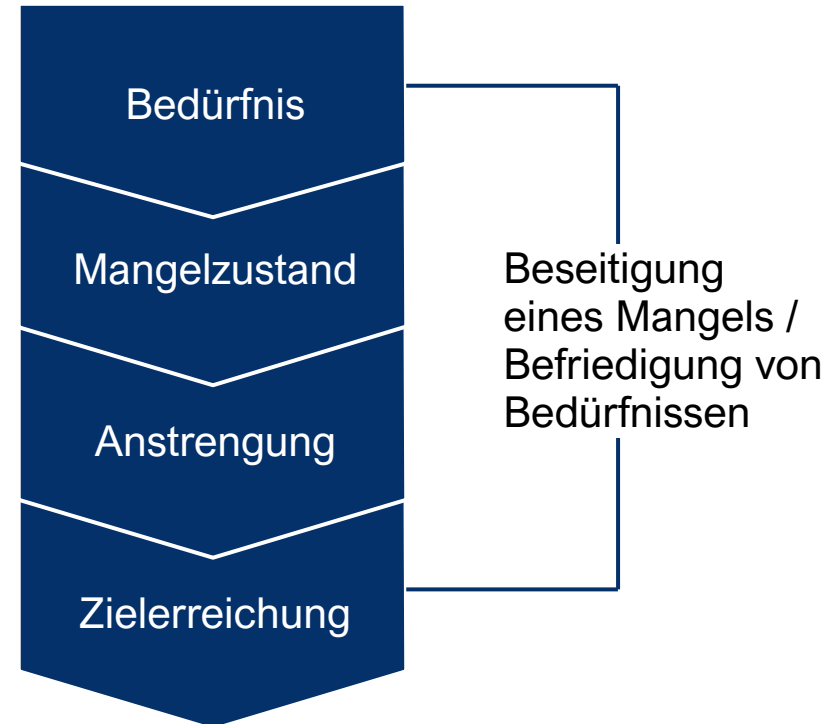 Bedürfnis
Mangelzustand
Anstrengung
Zielerreichung
Beseitigung
eines Mangels /
Befriedigung von
Bedürfnissen